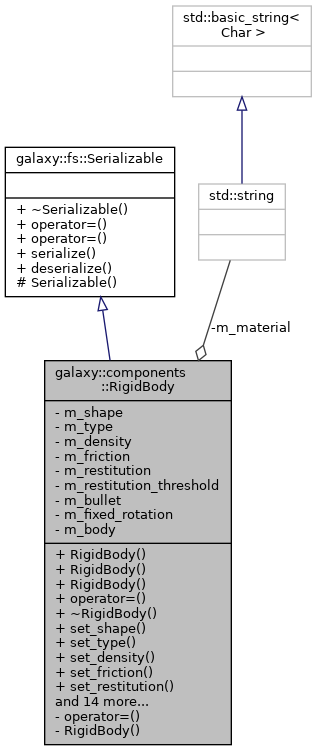 std::basic_string<
Char >
galaxy::fs::Serializable
+ ~Serializable()
+ operator=()
+ operator=()
+ serialize()
+ deserialize()
# Serializable()
std::string
-m_material
galaxy::components
::RigidBody
- m_shape
- m_type
- m_density
- m_friction
- m_restitution
- m_restitution_threshold
- m_bullet
- m_fixed_rotation
- m_body
+ RigidBody()
+ RigidBody()
+ RigidBody()
+ operator=()
+ ~RigidBody()
+ set_shape()
+ set_type()
+ set_density()
+ set_friction()
+ set_restitution()
and 14 more...
- operator=()
- RigidBody()